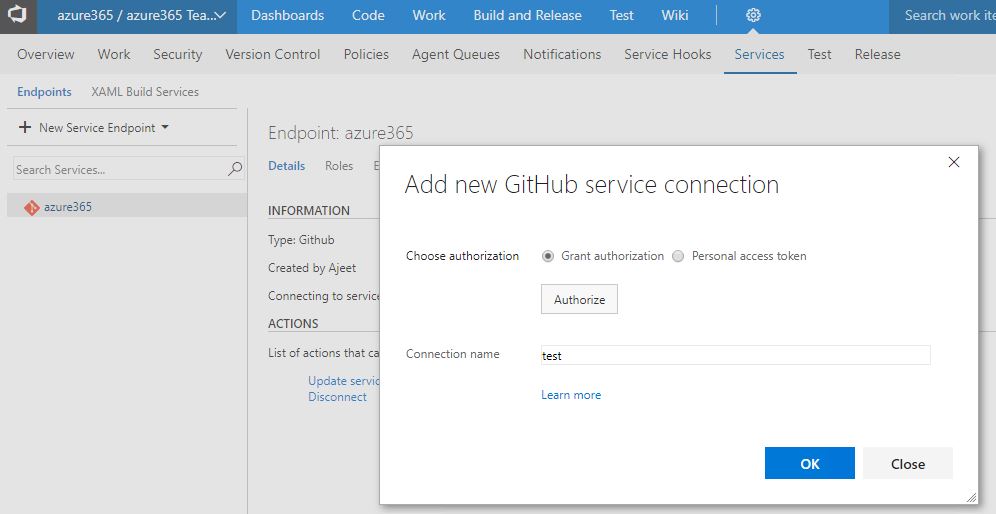 azure365 / azure365 Tea... Dashboards Code Work Build and Release Test Wiki Search work ite
Overview Work Security Version Control Policies Agent Queues Notifications Service Hooks Services Test Release
Endpoints XAML Build Services
+ New Service Endpoint
Search Services...
azure365
Endpoint: azure365
Details Roles E
INFORMATION
Type: Github
Created by Ajeet
Connecting to service
ACTIONS
List of actions that ca
Update servic
Disconnect
Add new GitHub service connection
Choose authorization Grant authorization Personal access token
Authorize
Connection name test
Learn more
OK Close